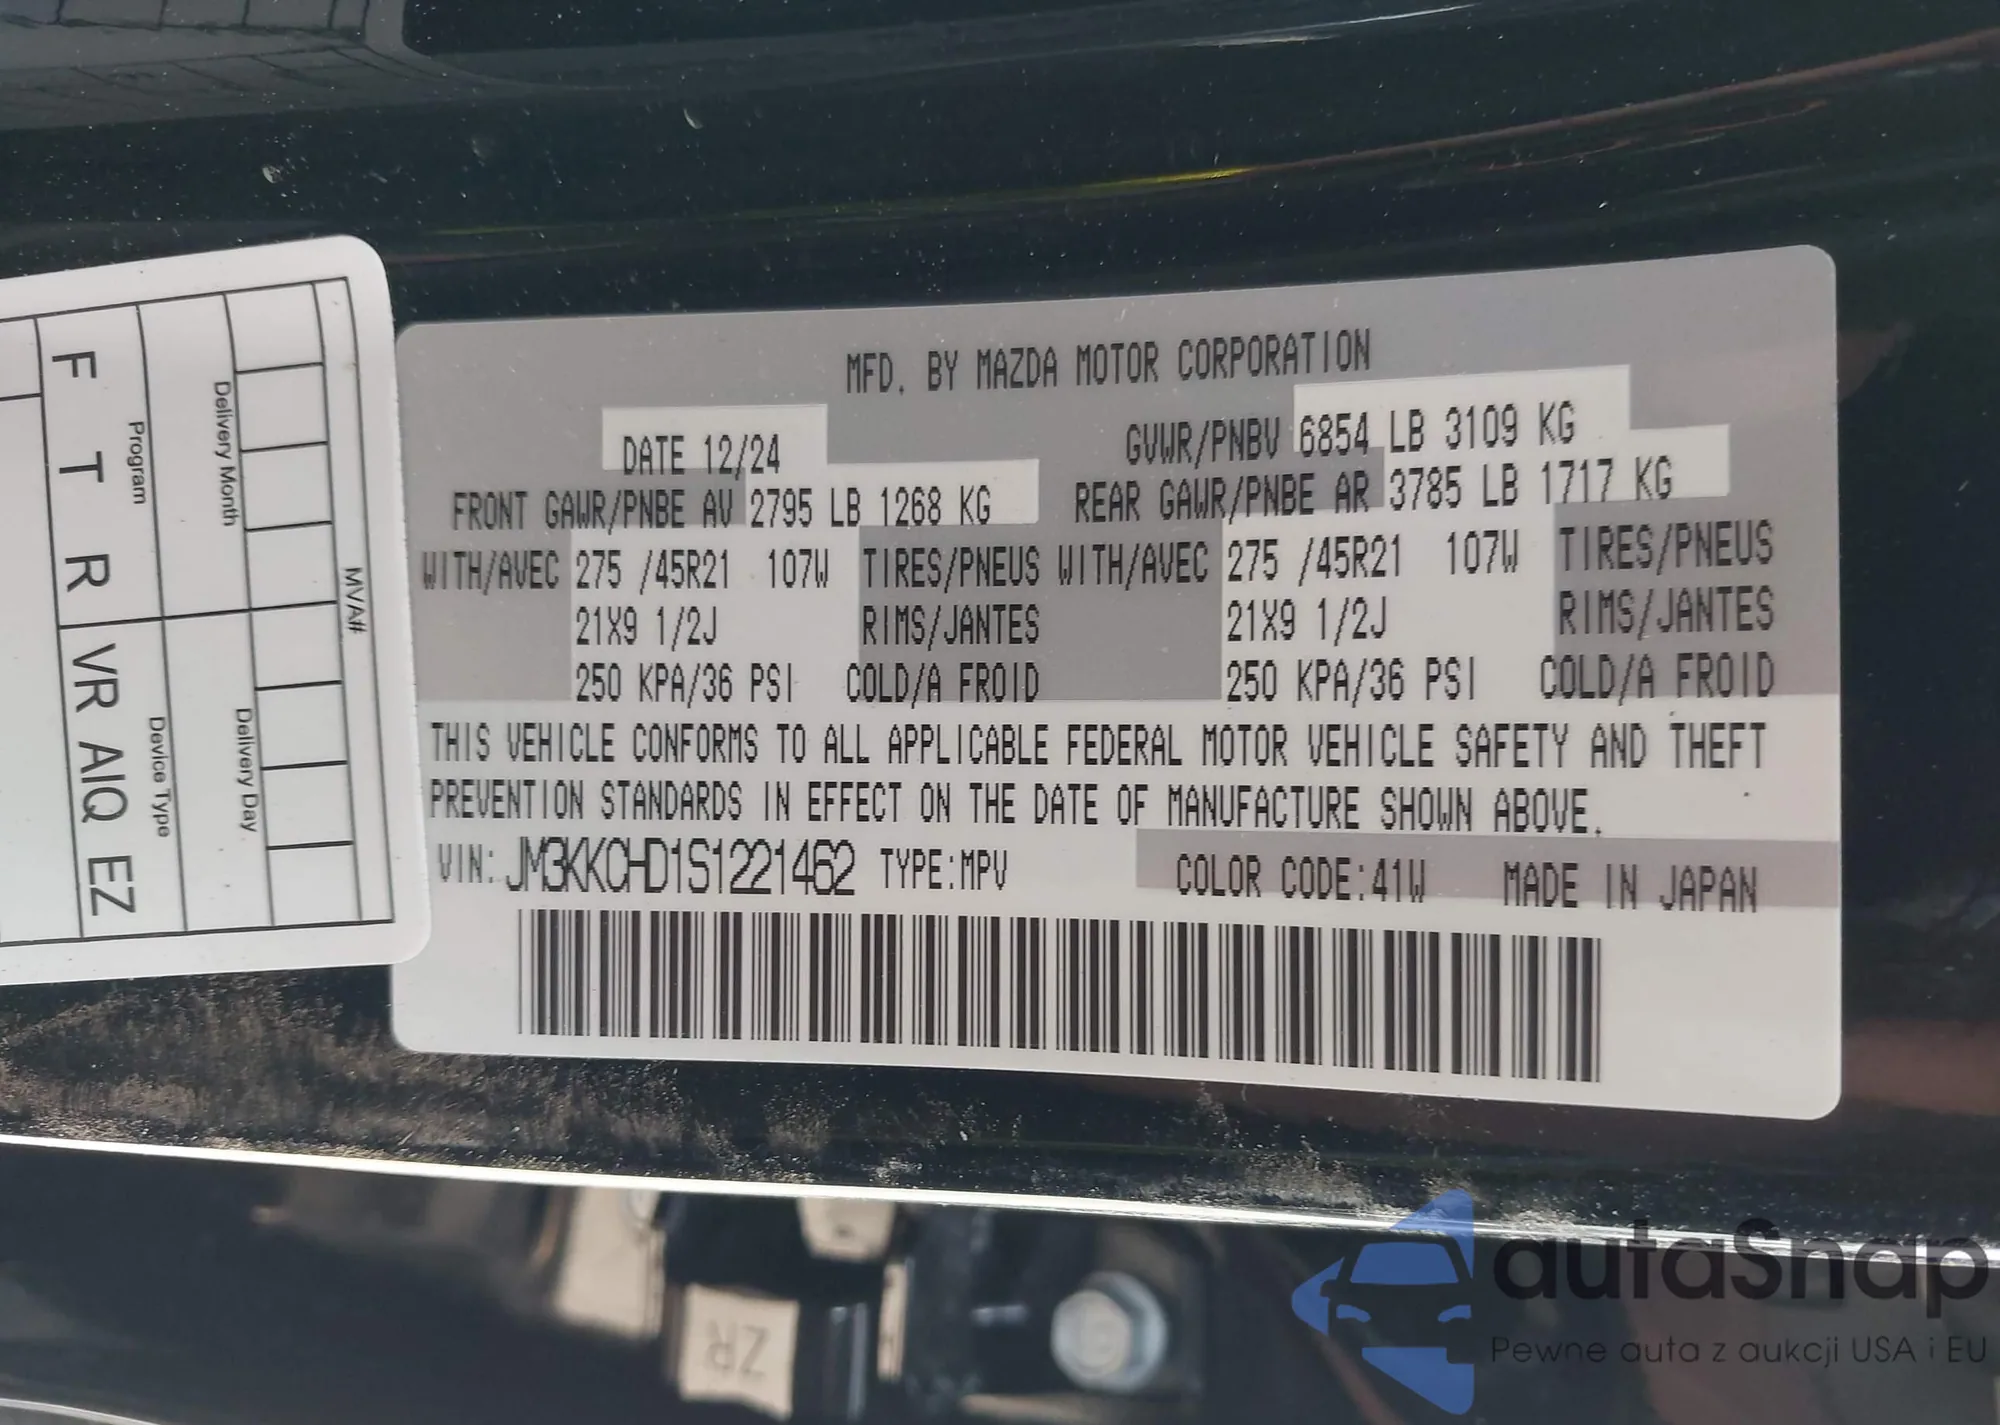 MVA#
Delivery Month
Delivery Day
Program
Device Type
F T R
VR AIQ EZ
MFD. BY MAZDA MOTOR CORPORATION
DATE 12/24
GVWR/PNBV 6854 LB 3109 KG
FRONT GAWR/PNBE AV 2795 LB 1268 KG
REAR GAWR/PNBE AR 3785 LB 1717 KG
WITH/AVEC 275 /45R21 107W TIRES/PNEUS WITH/AVEC 275 /45R21 107W TIRES/PNEUS
21X9 1/2J RIMS/JANTES 21X9 1/2J RIMS/JANTES
250 KPA/36 PSI COLD/A FROID 250 KPA/36 PSI COLD/A FROID
THIS VEHICLE CONFORMS TO ALL APPLICABLE FEDERAL MOTOR VEHICLE SAFETY AND THEFT
PREVENTION STANDARDS IN EFFECT ON THE DATE OF MANUFACTURE SHOWN ABOVE.
VIN: JM3KKCHD1S1221462 TYPE:MPV COLOR CODE:41W MADE IN JAPAN
ZR
autaSnap
Pewne auta z aukcji USA i EU